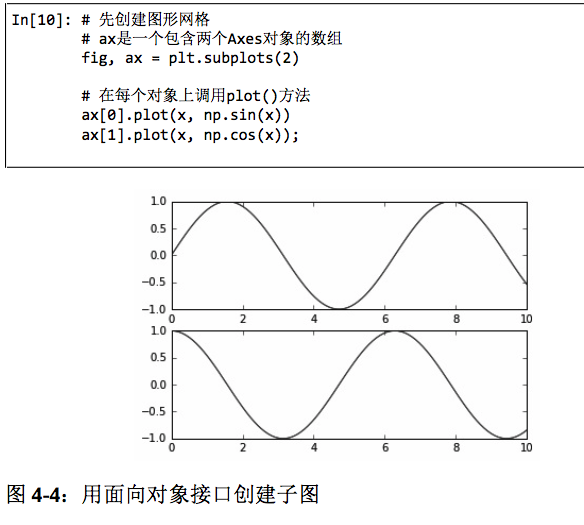 In[10]: # 先创建图形网格
# ax是一个包含两个Axes对象的数组
fig, ax = plt.subplots(2)
# 在每个对象上调用plot()方法
ax[0].plot(x, np.sin(x))
ax[1].plot(x, np.cos(x));
1.0
0.5
0.0
−0.5
−1.0
0 2 4 6 8 10
1.0
0.5
0.0
−0.5
−1.0
0 2 4 6 8 10
图 4-4：用面向对象接口创建子图